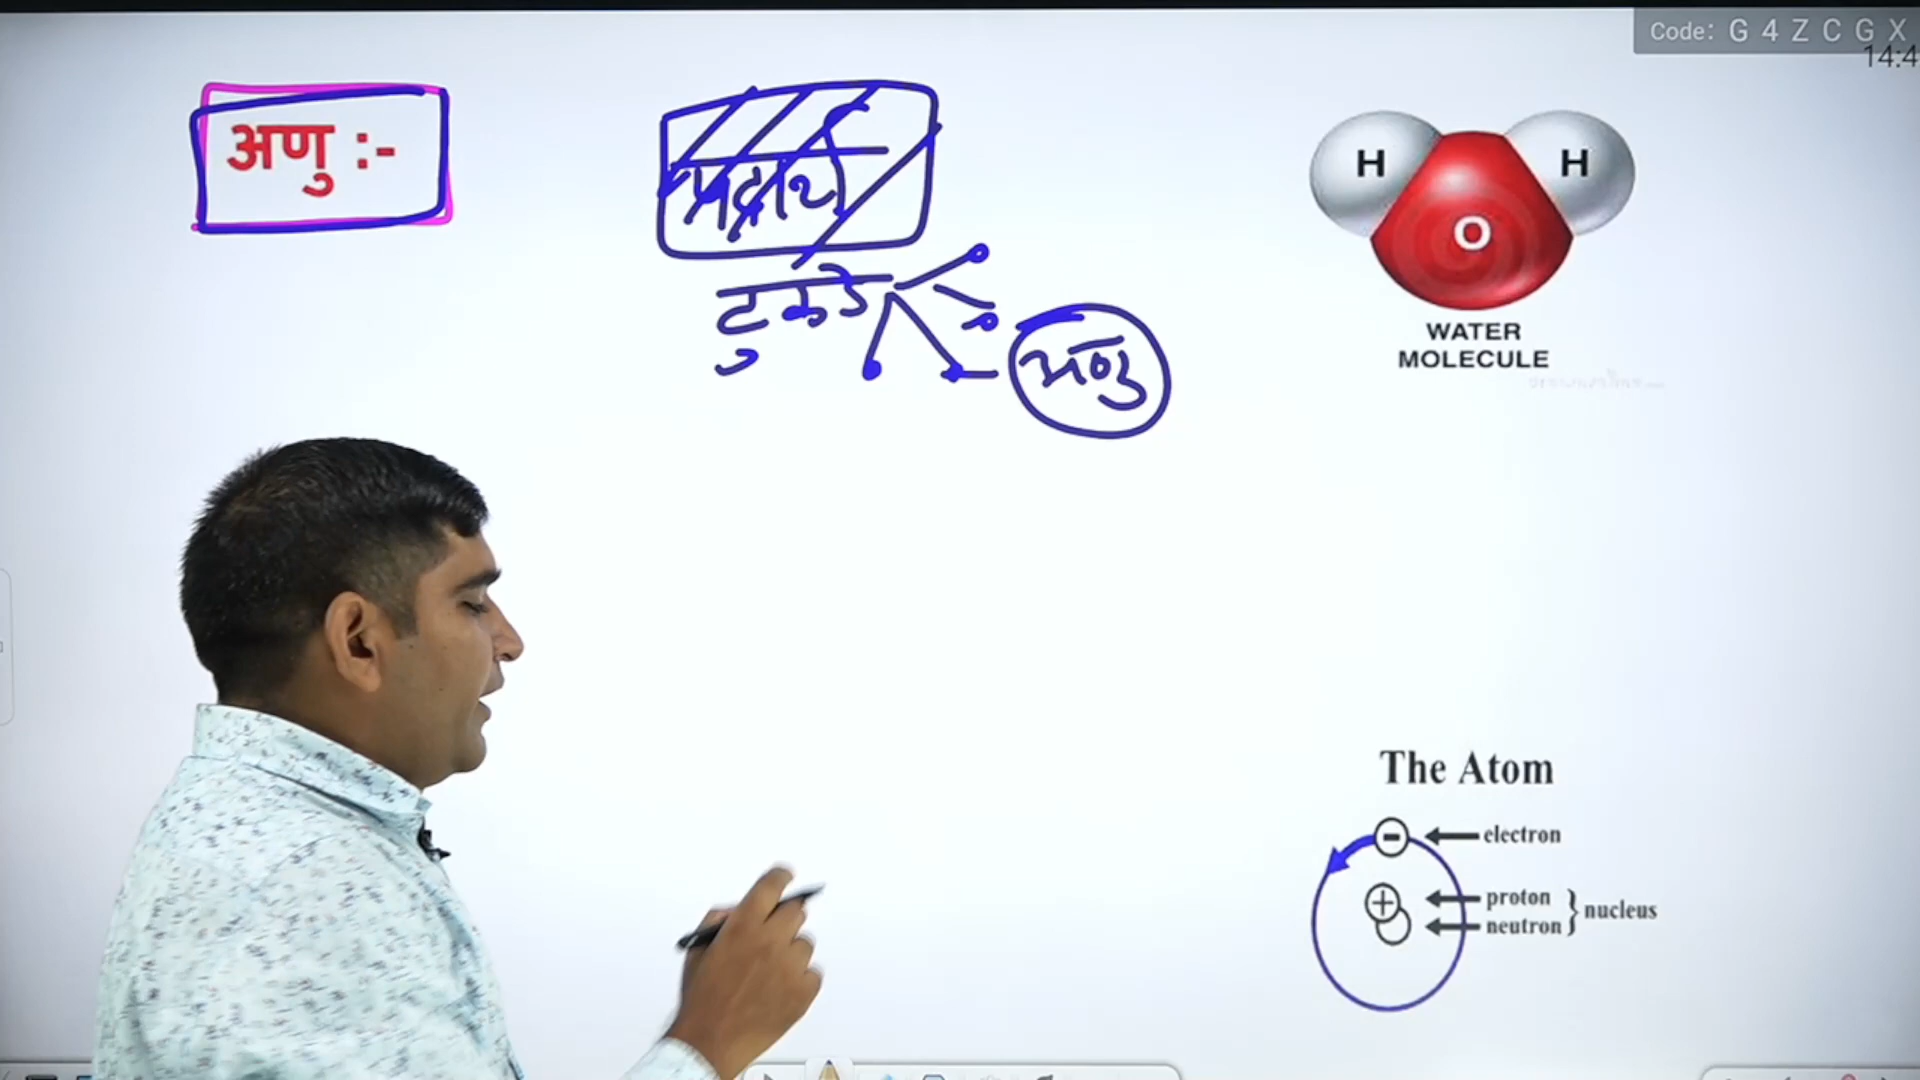 Code: G 4 Z C G X
14:4
अणु :-
पदार्थ
टुकडे
अणु
H H
O
WATER
MOLECULE
The Atom
electron
proton
neutron
nucleus